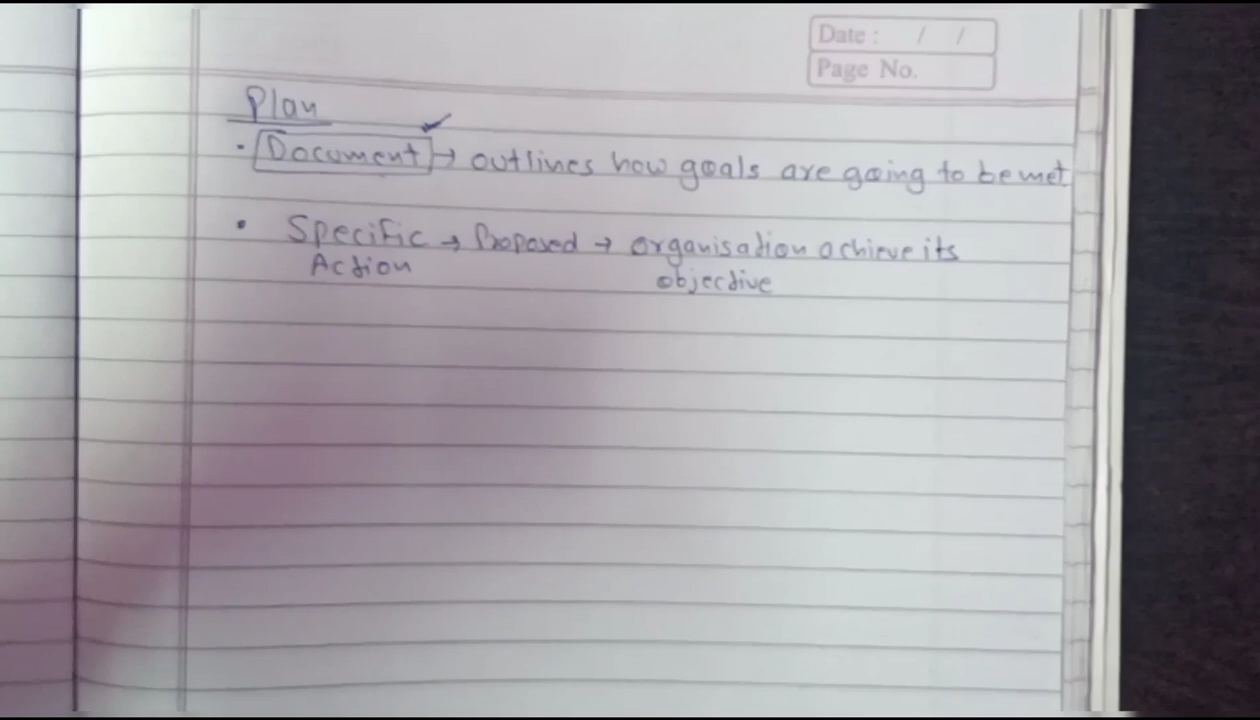 Date : / /
Page No.
Plan
• Document → outlines how goals are going to be met
• Specific → Proposed → organisation achieve its
Action objective